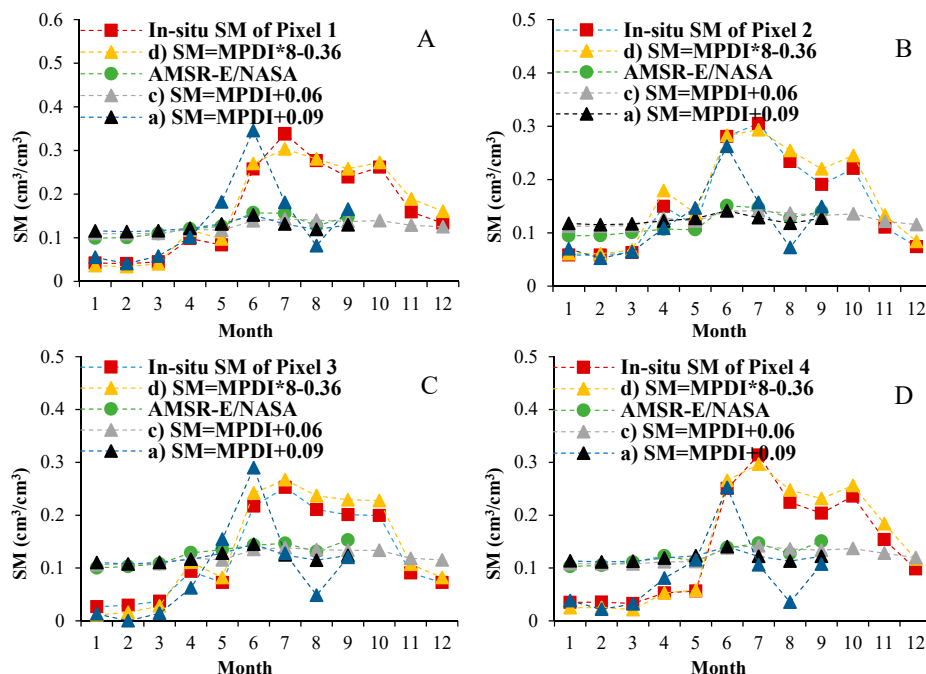 A
In-situ SM of Pixel 1
d) SM=MPDI*8-0.36
AMSR-E/NASA
c) SM=MPDI+0.06
a) SM=MPDI+0.09
SM (cm³/cm³)
0.6
0.5
0.4
0.3
0.2
0.1
0
1 2 3 4 5 6 7 8 9 10 11 12
Month
B
In-situ SM of Pixel 2
d) SM=MPDI*8-0.36
AMSR-E/NASA
c) SM=MPDI+0.06
a) SM=MPDI+0.09
SM (cm³/cm³)
0.5
0.4
0.3
0.2
0.1
0
1 2 3 4 5 6 7 8 9 10 11 12
Month
C
In-situ SM of Pixel 3
d) SM=MPDI*8-0.36
AMSR-E/NASA
c) SM=MPDI+0.06
a) SM=MPDI+0.09
SM (cm³/cm³)
0.5
0.4
0.3
0.2
0.1
0
1 2 3 4 5 6 7 8 9 10 11 12
Month
D
In-situ SM of Pixel 4
d) SM=MPDI*8-0.36
AMSR-E/NASA
c) SM=MPDI+0.06
a) SM=MPDI+0.09
SM (cm³/cm³)
0.5
0.4
0.3
0.2
0.1
0
1 2 3 4 5 6 7 8 9 10 11 12
Month